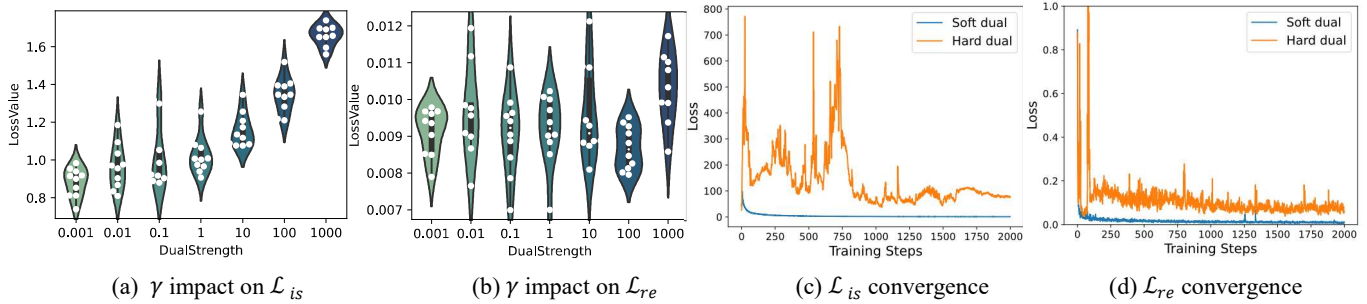 1.6
1.4
1.2
1.0
0.8
LossValue
0.001 0.01 0.1 1 10 100 1000
DualStrength
(a) γ impact on ℒ is
0.012
0.011
0.010
0.009
0.008
0.007
LossValue
0.001 0.01 0.1 1 10 100 1000
DualStrength
(b) γ impact on ℒre
800
700
600
500
400
300
200
100
0
Loss
Soft dual
Hard dual
0 250 500 750 1000 1250 1500 1750 2000
Training Steps
(c) ℒ is convergence
1.0
0.8
0.6
0.4
0.2
0.0
Loss
Soft dual
Hard dual
0 250 500 750 1000 1250 1500 1750 2000
Training Steps
(d) ℒre convergence